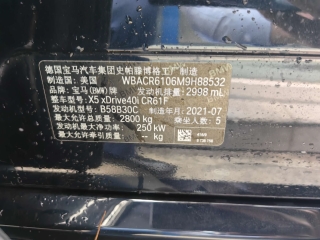 德国宝马汽车集团史帕滕博格工厂制造
制造国：美国 WBACR6106M9H88532
品牌：宝马(BMW)牌 发动机排量：2998 mL
整车型号：X5 xDrive40i CR61F
发动机型号：B58B30C 制造年月：2021-07
最大允许总质量：2800 kg 乘坐人数：5
发动机最大净功率：250 kW
最大允许牵引质量：-- kg